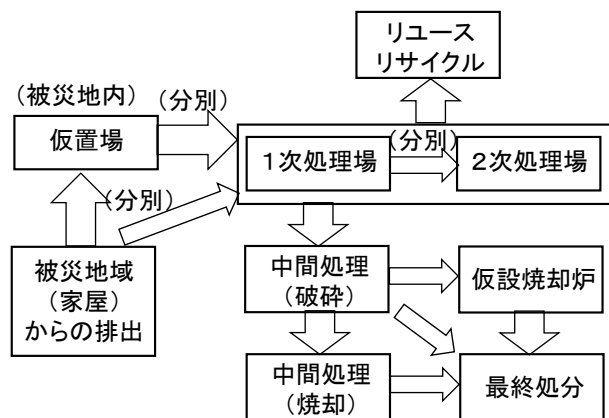 リユース
リサイクル
（被災地内）
（分別）
仮置場
１次処理場
（分別）
２次処理場
（分別）
被災地域
（家屋）
からの排出
中間処理
（破砕）
仮設焼却炉
中間処理
（焼却）
最終処分